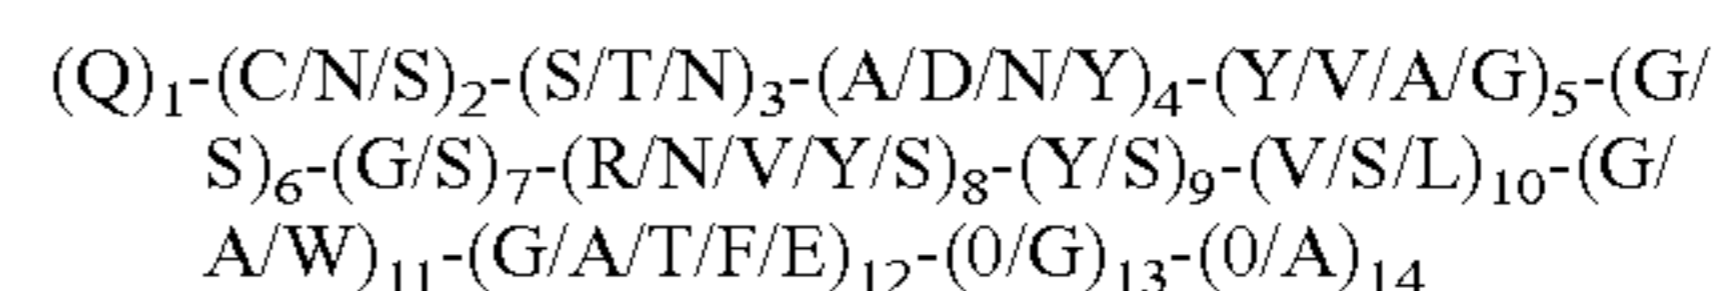 (Q)₁-(C/N/S)₂-(S/T/N)₃-(A/D/N/Y)₄-(Y/V/A/G)₅-(G/
S)₆-(G/S)₇-(R/N/V/Y/S)₈-(Y/S)₉-(V/S/L)₁₀-(G/
A/W)₁₁-(G/A/T/F/E)₁₂-(0/G)₁₃-(0/A)₁₄